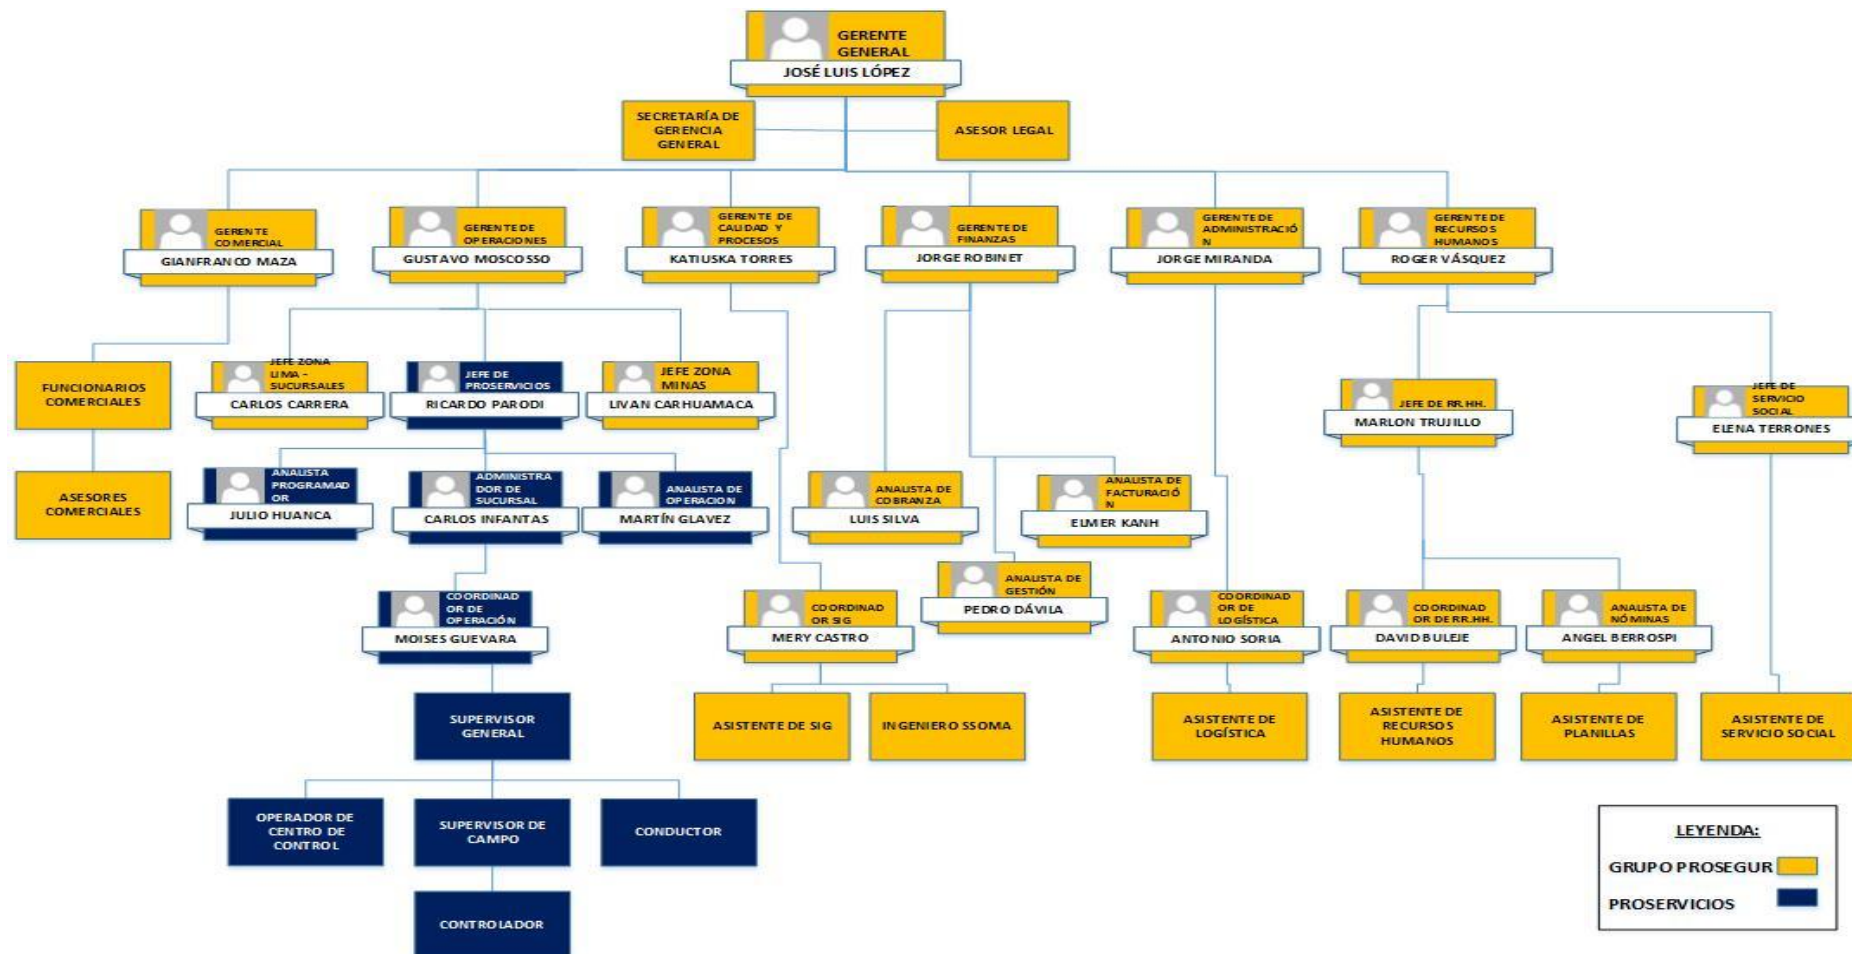 GERENTE
GENERAL
JOSÉ LUIS LÓPEZ
SECRETARÍA DE
GERENCIA
GENERAL
ASESOR LEGAL
GERENTE
COMERCIAL
GIANFRANCO MAZA
GERENTE DE
OPERACIONES
GUSTAVO MOSCOSSO
GERENTE DE
CALIDAD Y
PROCESOS
KATIUSKA TORRES
GERENTE DE
FINANZAS
JORGE ROBINET
GERENTE DE
ADMINISTRACIÓ
N
JORGE MIRANDA
GERENTE DE
RECURSOS
HUMANOS
ROGER VÁSQUEZ
FUNCIONARIOS
COMERCIALES
JEFE ZONA
LIMA -
SUCURSALES
CARLOS CARRERA
JEFE DE
PROSERVICIOS
RICARDO PARODI
JEFE ZONA
MINAS
LIVAN CARHUAMACA
JEFE DE RR.HH.
MARLON TRUJILLO
JEFE DE
SERVICIO
SOCIAL
ELENA TERRONES
ASESORES
COMERCIALES
ANALISTA
PROGRAMAD
OR
JULIO HUANCA
ADMINISTRA
DOR DE
SUCURSAL
CARLOS INFANTAS
ANALISTA DE
OPERACION
MARTÍN GLAVEZ
ANALISTA DE
COBRANZA
LUIS SILVA
ANALISTA DE
FACTURACIÓ
N
ELMER KANH
ANALISTA DE
GESTIÓN
PEDRO DÁVILA
COORDINAD
OR DE
OPERACIÓN
MOISES GUEVARA
COORDINAD
OR SIG
MERY CASTRO
COORDINAD
OR DE
LOGÍSTICA
ANTONIO SORIA
COORDINAD
OR DE RR.HH.
DAVID BULEJE
ANALISTA DE
NÓMINAS
ANGEL BERROSPI
SUPERVISOR
GENERAL
ASISTENTE DE SIG
INGENIERO SSOMA
ASISTENTE DE
LOGÍSTICA
ASISTENTE DE
RECURSOS
HUMANOS
ASISTENTE DE
PLANILLAS
ASISTENTE DE
SERVICIO SOCIAL
OPERADOR DE
CENTRO DE
CONTROL
SUPERVISOR DE
CAMPO
CONDUCTOR
CONTROLADOR
LEYENDA:
GRUPO PROSEGUR
PROSERVICIOS